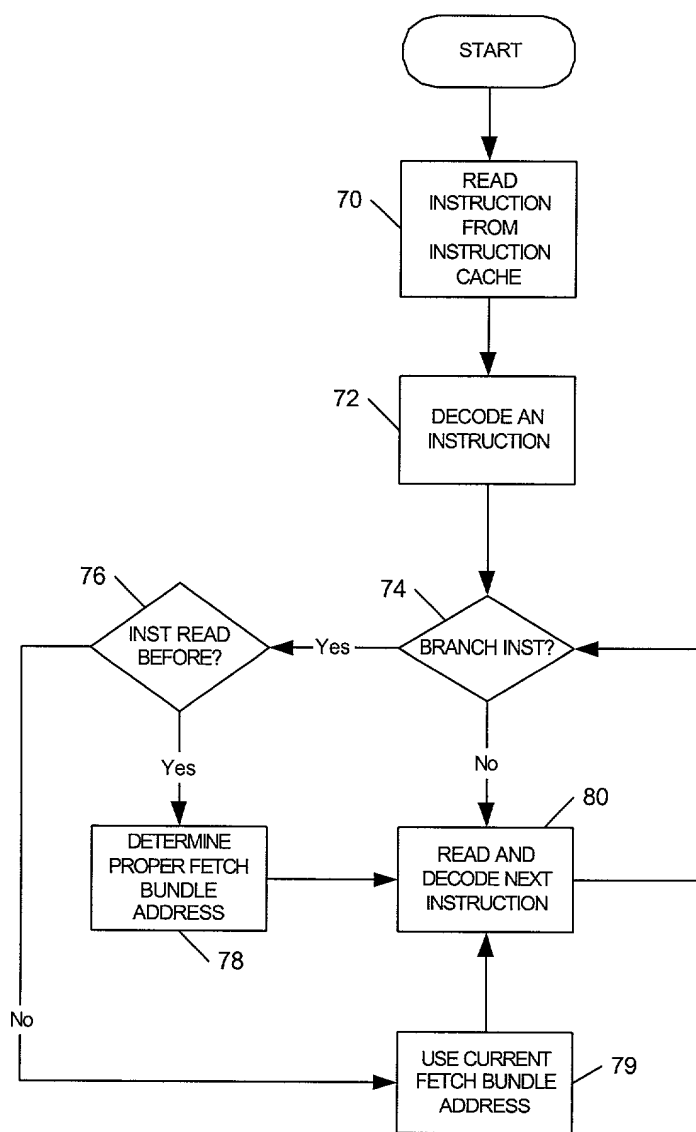 START
70
READ
INSTRUCTION
FROM
INSTRUCTION
CACHE
72
DECODE AN
INSTRUCTION
76
INST READ
BEFORE?
Yes
74
BRANCH INST?
Yes
No
80
DETERMINE
PROPER FETCH
BUNDLE
ADDRESS
78
READ AND
DECODE NEXT
INSTRUCTION
No
USE CURRENT
FETCH BUNDLE
ADDRESS
79